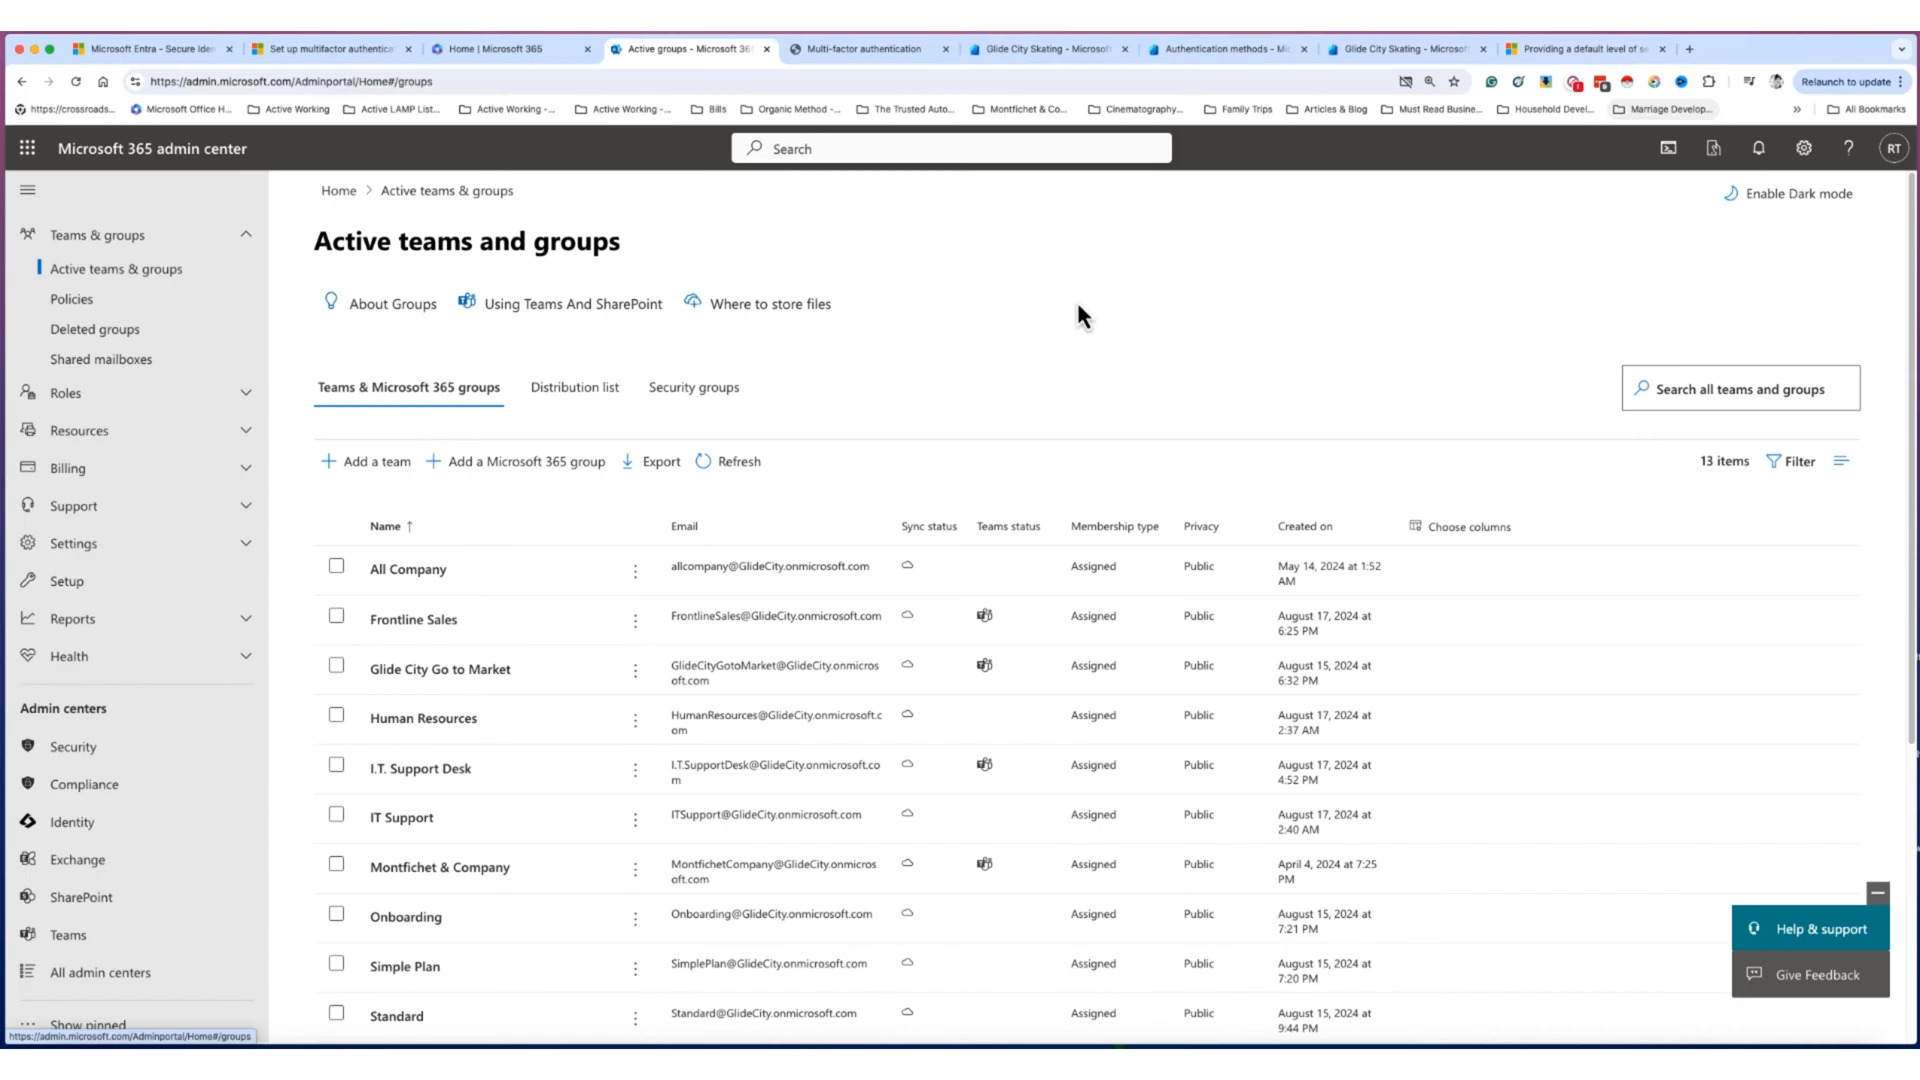 Microsoft Entra - Secure Iden
Set up multifactor authentica
Home | Microsoft 365
Active groups - Microsoft 36
Multi-factor authentication
Glide City Skating - Microsoft
Authentication methods - Mi
Glide City Skating - Microsoft
Providing a default level of se
https://admin.microsoft.com/Adminportal/Home#/groups
Relaunch to update
https://crossroads...
Microsoft Office H...
Active Working
Active LAMP List...
Active Working -...
Active Working -...
Bills
Organic Method -...
The Trusted Auto...
Montfichet & Co...
Cinematography...
Family Trips
Articles & Blog
Must Read Busine...
Household Devel...
Marriage Develop...
»
All Bookmarks
Microsoft 365 admin center
Search
RT
Home > Active teams & groups
Enable Dark mode
Teams & groups
Active teams & groups
Policies
Deleted groups
Shared mailboxes
Roles
Resources
Billing
Support
Settings
Setup
Reports
Health
Admin centers
Security
Compliance
Identity
Exchange
SharePoint
Teams
All admin centers
Show pinned
https://admin.microsoft.com/Adminportal/Home#/groups
Active teams and groups
About Groups
Using Teams And SharePoint
Where to store files
Teams & Microsoft 365 groups
Distribution list
Security groups
Search all teams and groups
Add a team
Add a Microsoft 365 group
Export
Refresh
13 items
Filter
Name ↑
Email
Sync status
Teams status
Membership type
Privacy
Created on
Choose columns
All Company
allcompany@GlideCity.onmicrosoft.com
Assigned
Public
May 14, 2024 at 1:52
AM
Frontline Sales
FrontlineSales@GlideCity.onmicrosoft.com
Assigned
Public
August 17, 2024 at
6:25 PM
Glide City Go to Market
GlideCityGotoMarket@GlideCity.onmicros
oft.com
Assigned
Public
August 15, 2024 at
6:32 PM
Human Resources
HumanResources@GlideCity.onmicrosoft.c
om
Assigned
Public
August 17, 2024 at
2:37 AM
I.T. Support Desk
I.T.SupportDesk@GlideCity.onmicrosoft.co
m
Assigned
Public
August 17, 2024 at
4:52 PM
IT Support
ITSupport@GlideCity.onmicrosoft.com
Assigned
Public
August 17, 2024 at
2:40 AM
Montfichet & Company
MontfichetCompany@GlideCity.onmicros
oft.com
Assigned
Public
April 4, 2024 at 7:25
PM
Onboarding
Onboarding@GlideCity.onmicrosoft.com
Assigned
Public
August 15, 2024 at
7:21 PM
Simple Plan
SimplePlan@GlideCity.onmicrosoft.com
Assigned
Public
August 15, 2024 at
7:20 PM
Standard
Standard@GlideCity.onmicrosoft.com
Assigned
Public
August 15, 2024 at
9:44 PM
Help & support
Give Feedback